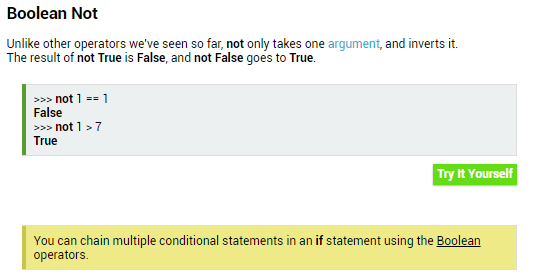 Boolean Not
Unlike other operators we've seen so far, not only takes one argument, and inverts it.
The result of not True is False, and not False goes to True.
>>> not 1 == 1
False
>>> not 1 > 7
True
Try It Yourself
You can chain multiple conditional statements in an if statement using the Boolean
operators.